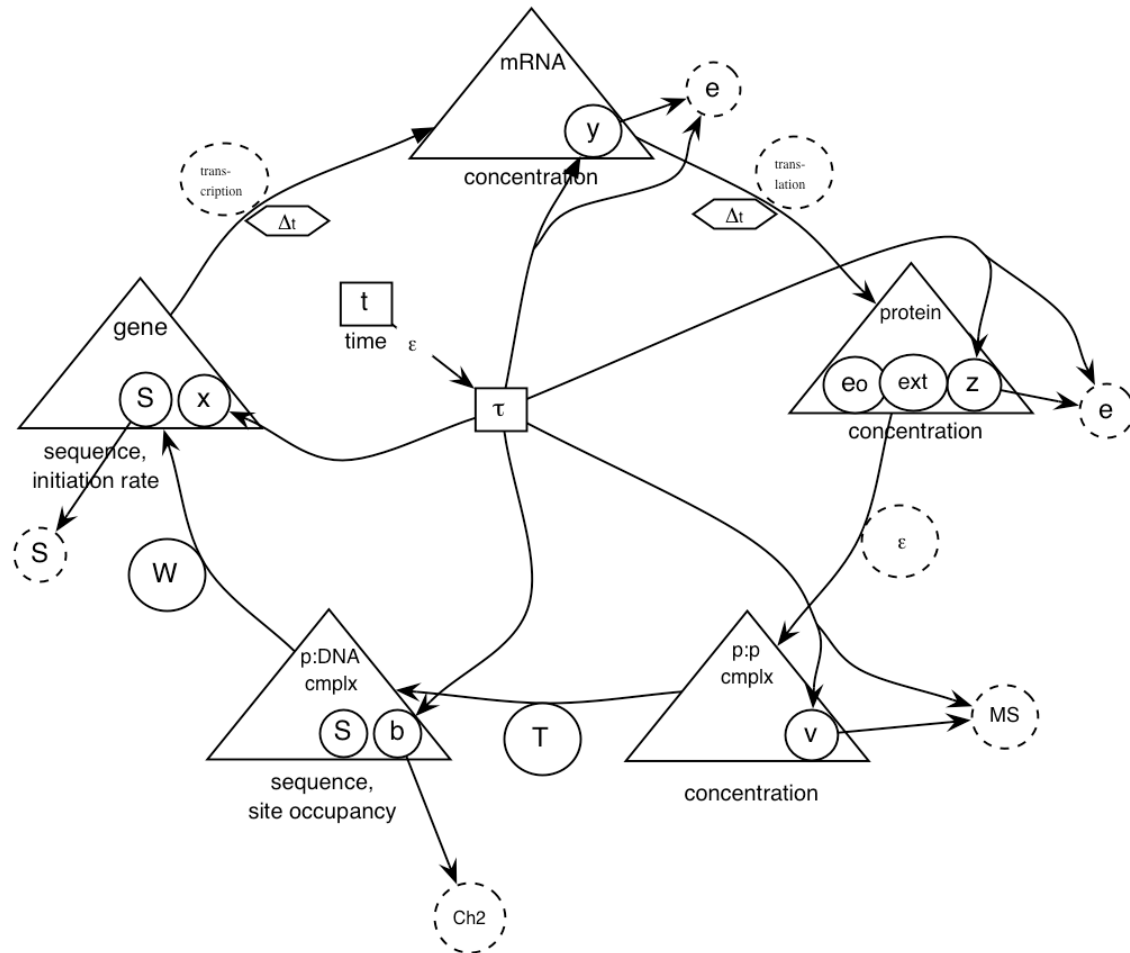 mRNA
y
e
concentration
trans-
cription
Δt
trans-
lation
Δt
t
time
ε
gene
S
x
sequence,
initiation rate
τ
protein
eo
ext
z
e
concentration
S
W
ε
p:DNA
cmplx
S
b
sequence,
site occupancy
T
p:p
cmplx
v
concentration
MS
Ch2